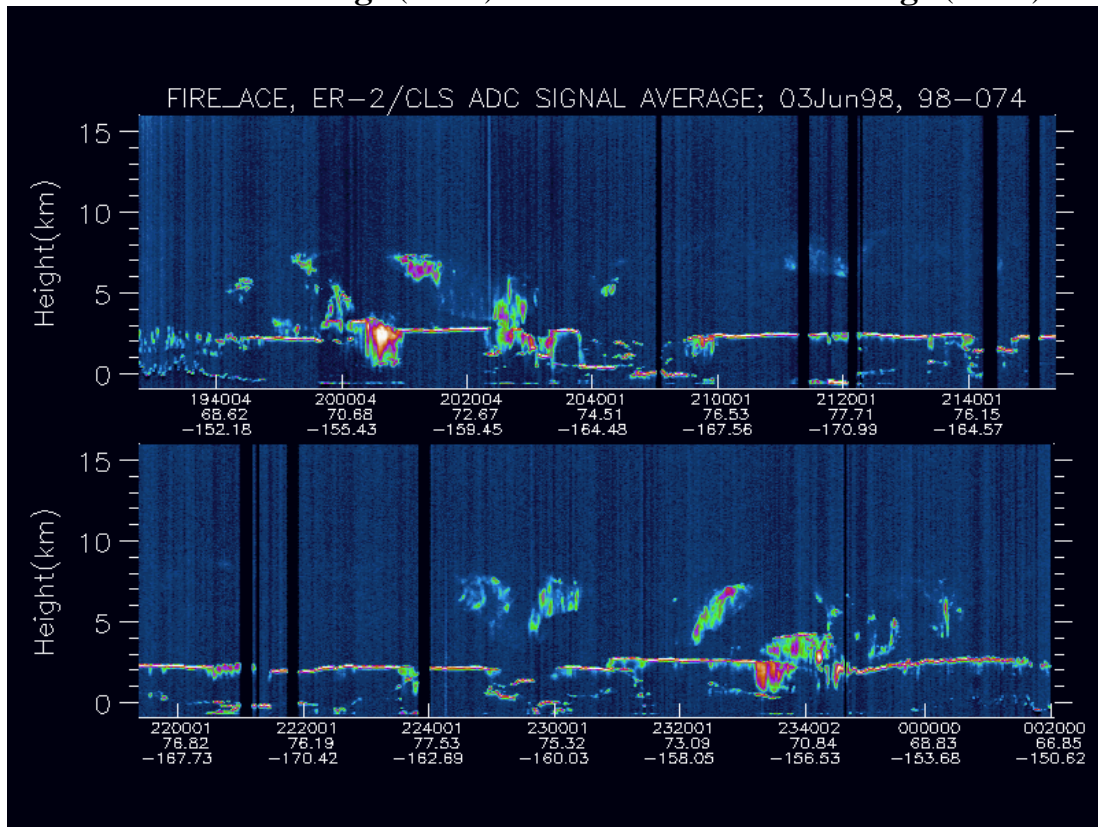 FIRE_ACE, ER-2/CLS ADC SIGNAL AVERAGE; 03Jun98, 98-074
15
10
5
0
Height(km)
194004 200004 202004 204001 210001 212001 214001
68.62 70.68 72.67 74.51 76.53 77.71 76.15
-152.18 -155.43 -159.45 -164.48 -167.56 -170.99 -164.57
15
10
5
0
Height(km)
220001 222001 224001 230001 232001 234002 000000 002000
76.82 76.19 77.53 75.32 73.09 70.84 68.83 66.85
-167.73 -170.42 -162.69 -160.03 -158.05 -156.53 -153.68 -150.62